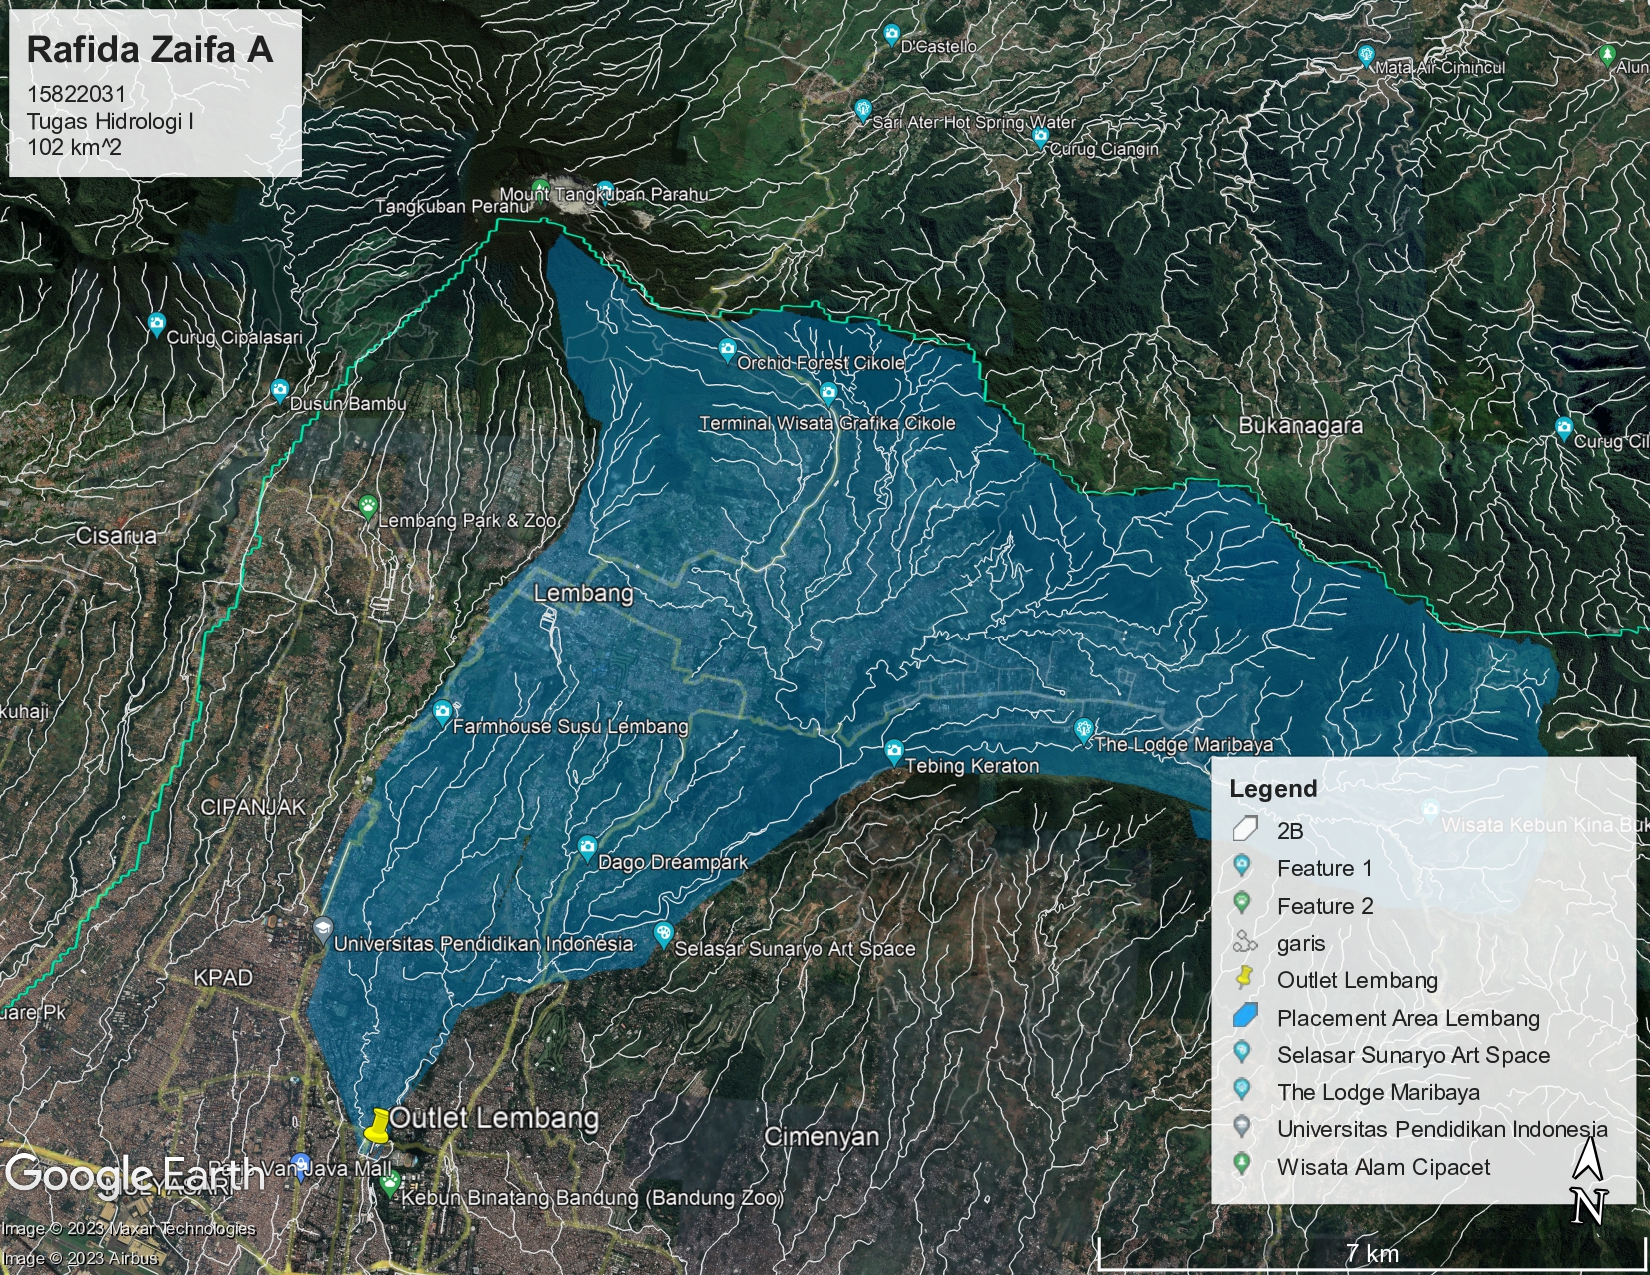 Rafida Zaifa A
15822031
Tugas Hidrologi I
102 km^2
D'Castello
Mata Air Cimincul
Alun
Sari Ater Hot Spring Water
Curug Ciangin
Mount Tangkuban Parahu
Tangkuban Perahu
Curug Cipalasari
Orchid Forest Cikole
Dusun Bambu
Terminal Wisata Grafika Cikole
Bukanagara
Curug Cil
Lembang Park & Zoo
Cisarua
Lembang
kuhaji
Farmhouse Susu Lembang
The Lodge Maribaya
Tebing Keraton
CIPANJAK
Wisata Kebun Kina Buk
Dago Dreampark
Universitas Pendidikan Indonesia
Selasar Sunaryo Art Space
KPAD
uare Pk
Outlet Lembang
Cimenyan
Van Java Mall
Kebun Binatang Bandung (Bandung Zoo)
Legend
2B
Feature 1
Feature 2
garis
Outlet Lembang
Placement Area Lembang
Selasar Sunaryo Art Space
The Lodge Maribaya
Universitas Pendidikan Indonesia
Wisata Alam Cipacet
N
Google Earth
Image © 2023 Maxar Technologies
Image © 2023 Airbus
7 km